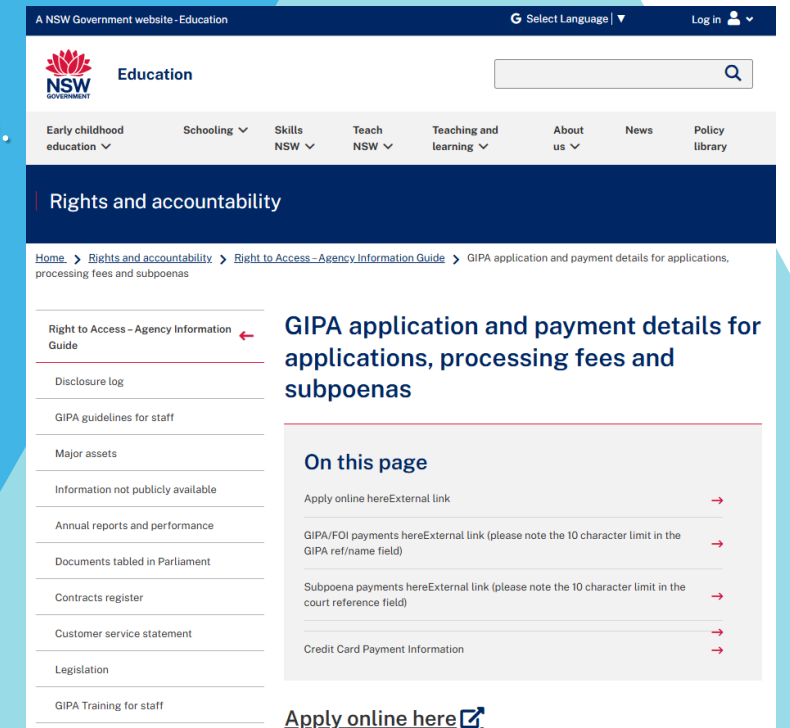 A NSW Government website - Education
G Select Language ▼
Log in
NSW
GOVERNMENT
Education
Early childhood
education
Schooling
Skills
NSW
Teach
NSW
Teaching and
learning
About
us
News
Policy
library
Rights and accountability
Home > Rights and accountability > Right to Access – Agency Information Guide > GIPA application and payment details for applications,
processing fees and subpoenas
Right to Access – Agency Information
Guide
Disclosure log
GIPA guidelines for staff
Major assets
Information not publicly available
Annual reports and performance
Documents tabled in Parliament
Contracts register
Customer service statement
Legislation
GIPA Training for staff
GIPA application and payment details for
applications, processing fees and
subpoenas
On this page
Apply online hereExternal link
GIPA/FOI payments hereExternal link (please note the 10 character limit in the
GIPA ref/name field)
Subpoena payments hereExternal link (please note the 10 character limit in the
court reference field)
Credit Card Payment Information
Apply online here